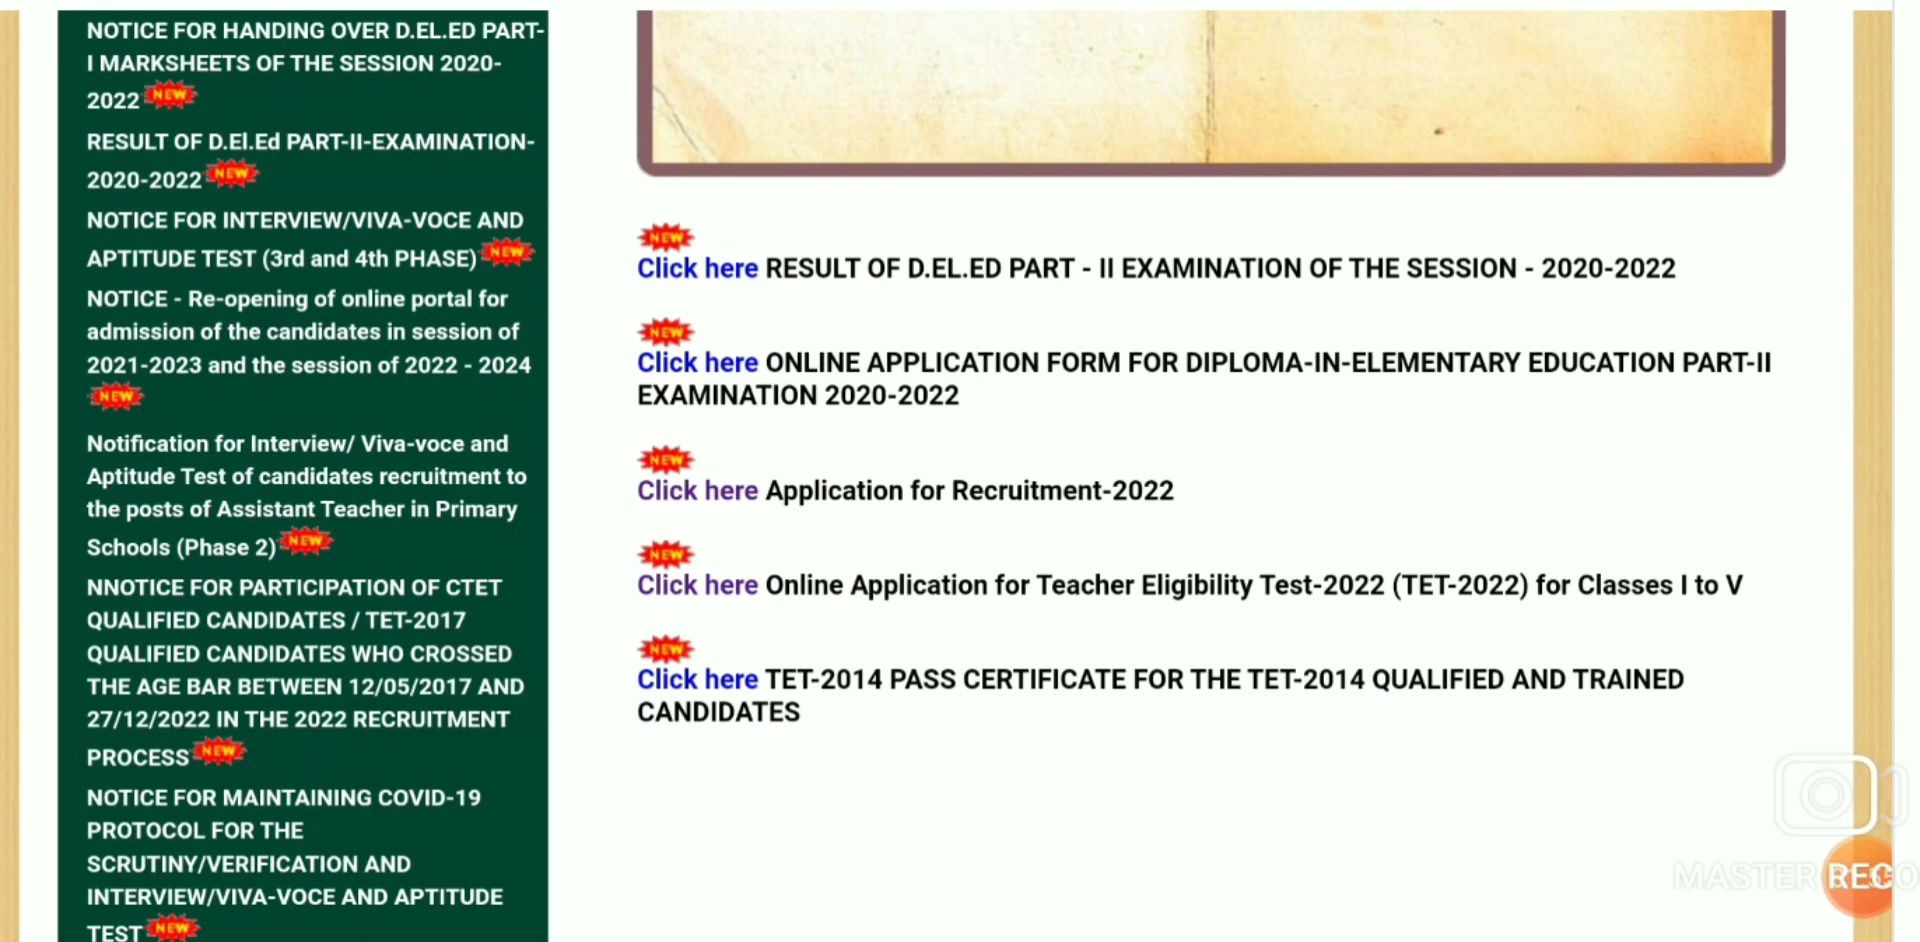 NOTICE FOR HANDING OVER D.EL.ED PART-
I MARKSHEETS OF THE SESSION 2020-
2022 NEW
RESULT OF D.El.Ed PART-II-EXAMINATION-
2020-2022 NEW
NOTICE FOR INTERVIEW/VIVA-VOCE AND
APTITUDE TEST (3rd and 4th PHASE) NEW
NOTICE - Re-opening of online portal for
admission of the candidates in session of
2021-2023 and the session of 2022 - 2024
NEW
Notification for Interview/ Viva-voce and
Aptitude Test of candidates recruitment to
the posts of Assistant Teacher in Primary
Schools (Phase 2) NEW
NNOTICE FOR PARTICIPATION OF CTET
QUALIFIED CANDIDATES / TET-2017
QUALIFIED CANDIDATES WHO CROSSED
THE AGE BAR BETWEEN 12/05/2017 AND
27/12/2022 IN THE 2022 RECRUITMENT
PROCESS NEW
NOTICE FOR MAINTAINING COVID-19
PROTOCOL FOR THE
SCRUTINY/VERIFICATION AND
INTERVIEW/VIVA-VOCE AND APTITUDE
TEST NEW
NEW
Click here RESULT OF D.EL.ED PART - II EXAMINATION OF THE SESSION - 2020-2022
NEW
Click here ONLINE APPLICATION FORM FOR DIPLOMA-IN-ELEMENTARY EDUCATION PART-II
EXAMINATION 2020-2022
NEW
Click here Application for Recruitment-2022
NEW
Click here Online Application for Teacher Eligibility Test-2022 (TET-2022) for Classes I to V
NEW
Click here TET-2014 PASS CERTIFICATE FOR THE TET-2014 QUALIFIED AND TRAINED
CANDIDATES
MASTER RECO